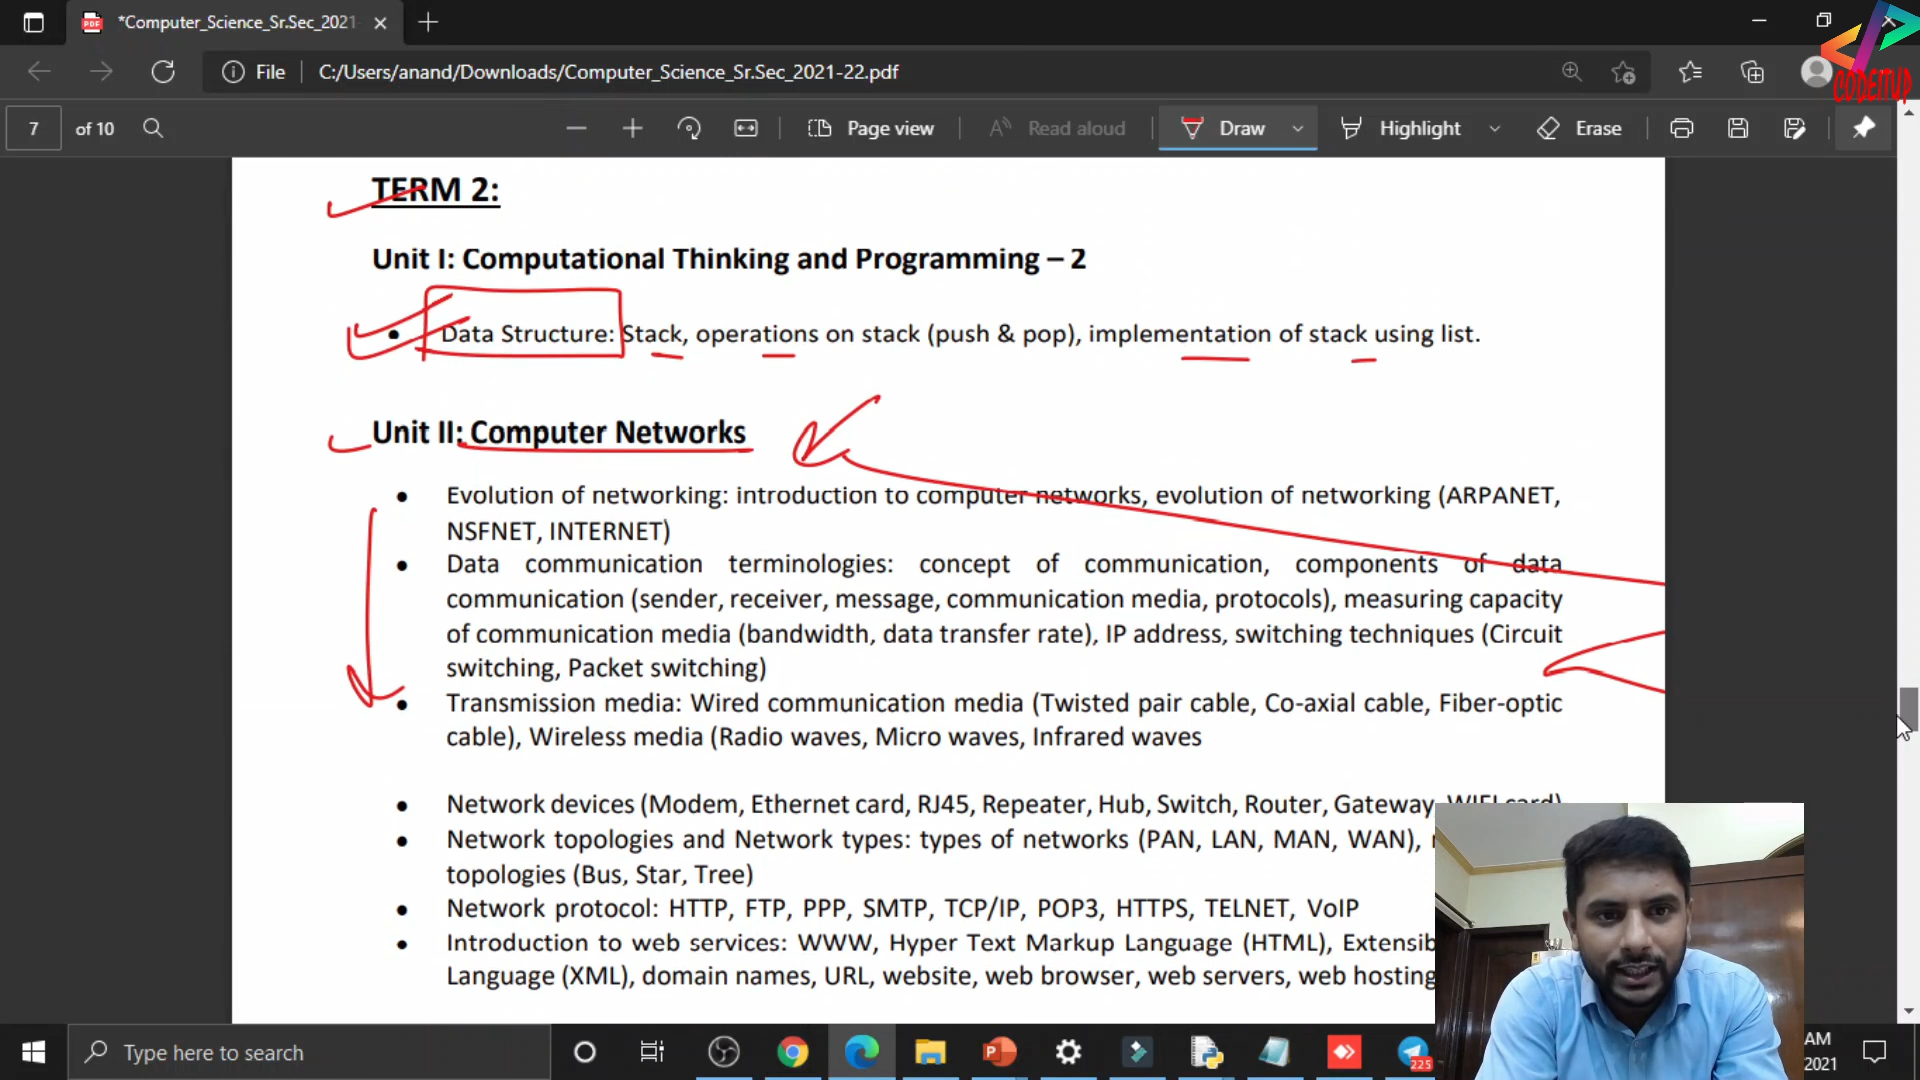 *Computer_Science_Sr.Sec_2021
File
C:/Users/anand/Downloads/Computer_Science_Sr.Sec_2021-22.pdf
CODEITUP
7 of 10
Page view
Read aloud
Draw
Highlight
Erase
TERM 2:
Unit I: Computational Thinking and Programming – 2
• Data Structure: Stack, operations on stack (push & pop), implementation of stack using list.
Unit II: Computer Networks
• Evolution of networking: introduction to computer networks, evolution of networking (ARPANET,
NSFNET, INTERNET)
• Data communication terminologies: concept of communication, components of data
communication (sender, receiver, message, communication media, protocols), measuring capacity
of communication media (bandwidth, data transfer rate), IP address, switching techniques (Circuit
switching, Packet switching)
• Transmission media: Wired communication media (Twisted pair cable, Co-axial cable, Fiber-optic
cable), Wireless media (Radio waves, Micro waves, Infrared waves
• Network devices (Modem, Ethernet card, RJ45, Repeater, Hub, Switch, Router, Gateway, WIFI card)
• Network topologies and Network types: types of networks (PAN, LAN, MAN, WAN),
topologies (Bus, Star, Tree)
• Network protocol: HTTP, FTP, PPP, SMTP, TCP/IP, POP3, HTTPS, TELNET, VoIP
• Introduction to web services: WWW, Hyper Text Markup Language (HTML), Extensib
Language (XML), domain names, URL, website, web browser, web servers, web hosting
Type here to search
225
AM
2021